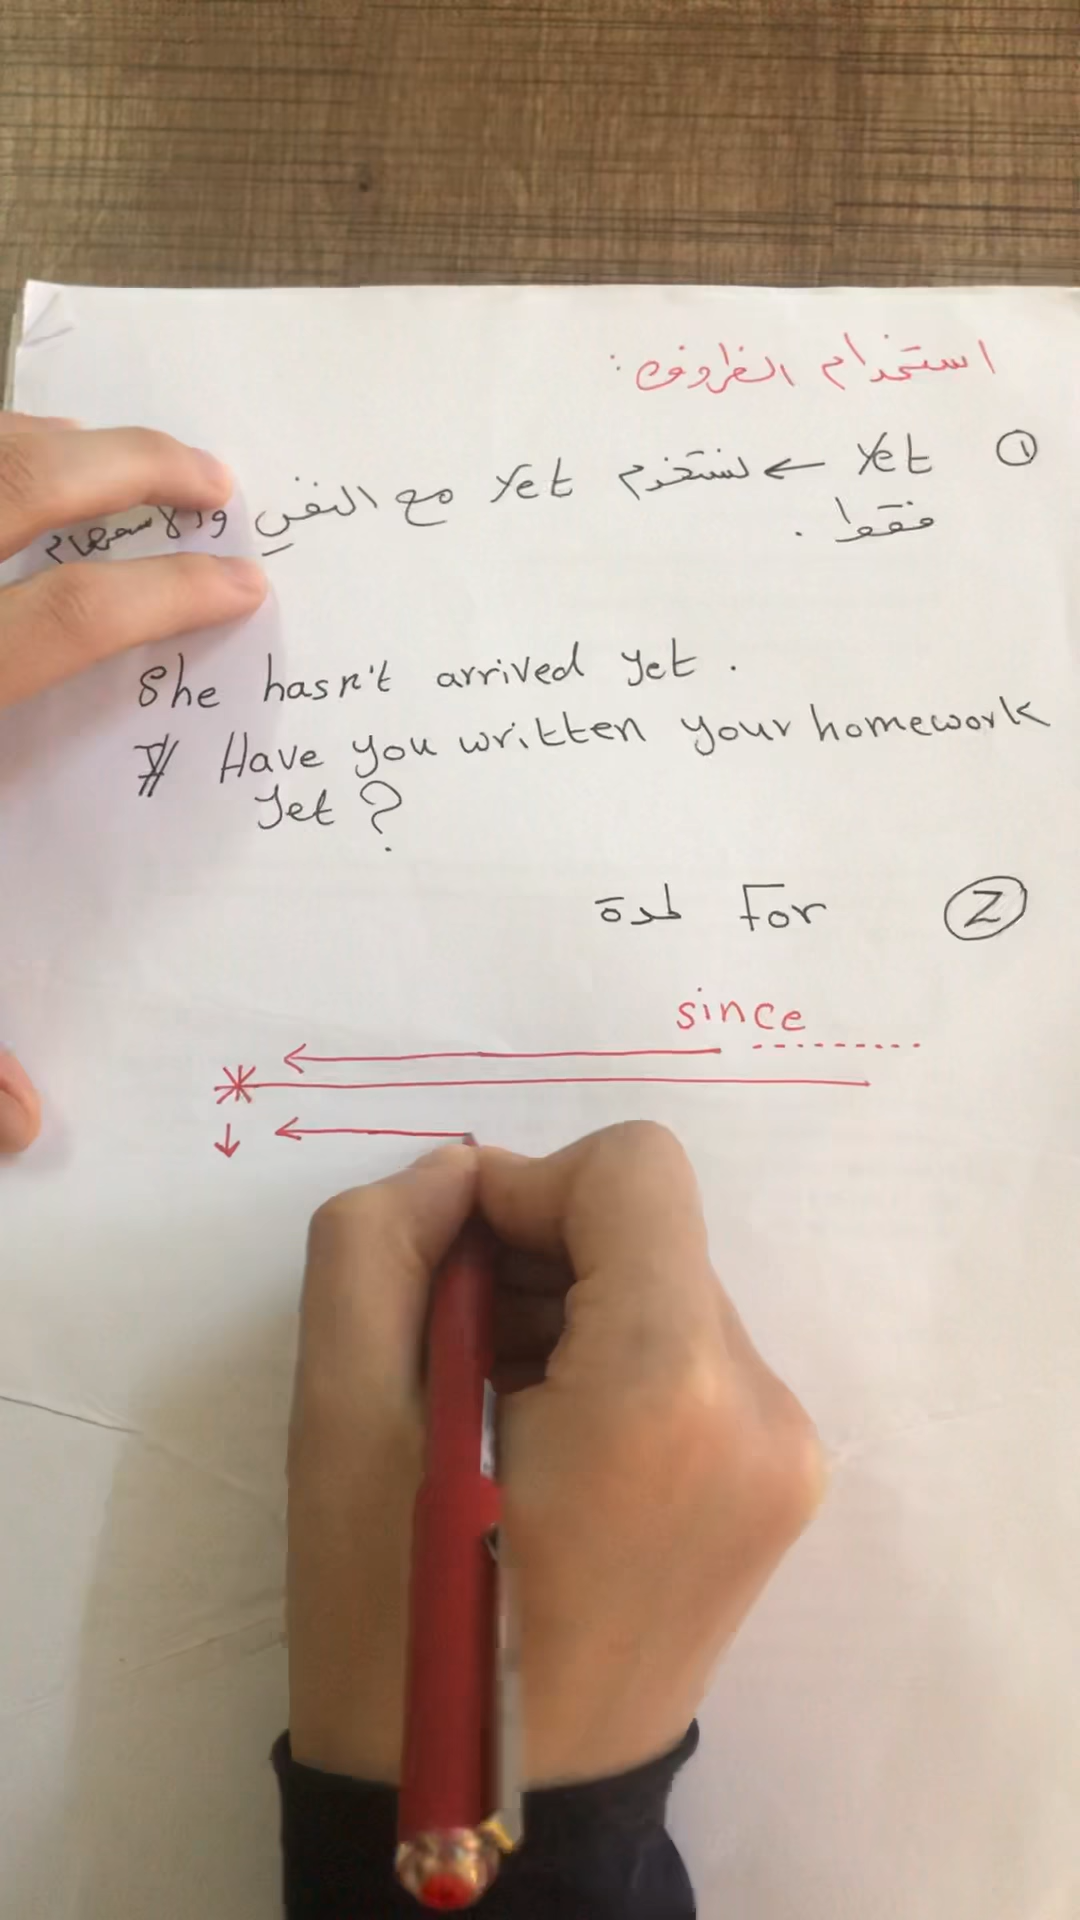 استخدام الظروف:
① Yet ← نستخدم Yet مع النفي والاستفهام
فقط .
She hasn't arrived yet .
Have you written your homework
Yet ?
② For لمدة
since